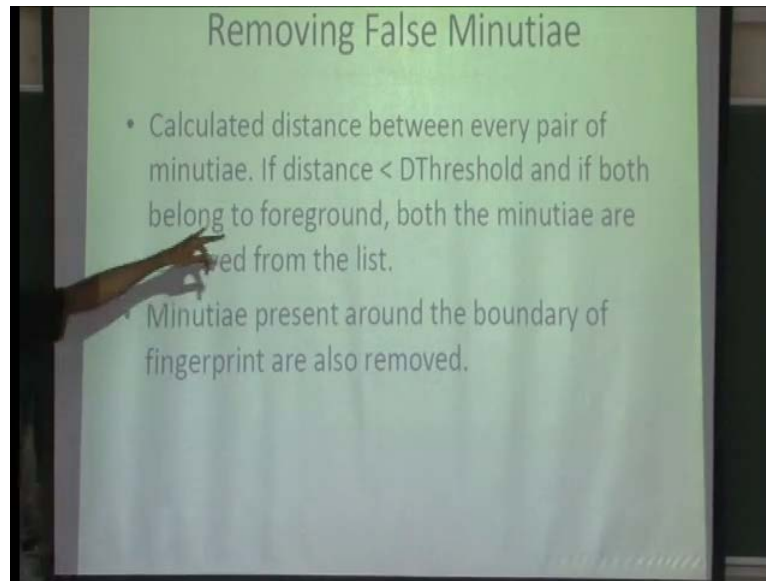 Removing False Minutiae
• Calculated distance between every pair of
minutiae. If distance < DThreshold and if both
belong to foreground, both the minutiae are
ved from the list.
• Minutiae present around the boundary of
fingerprint are also removed.